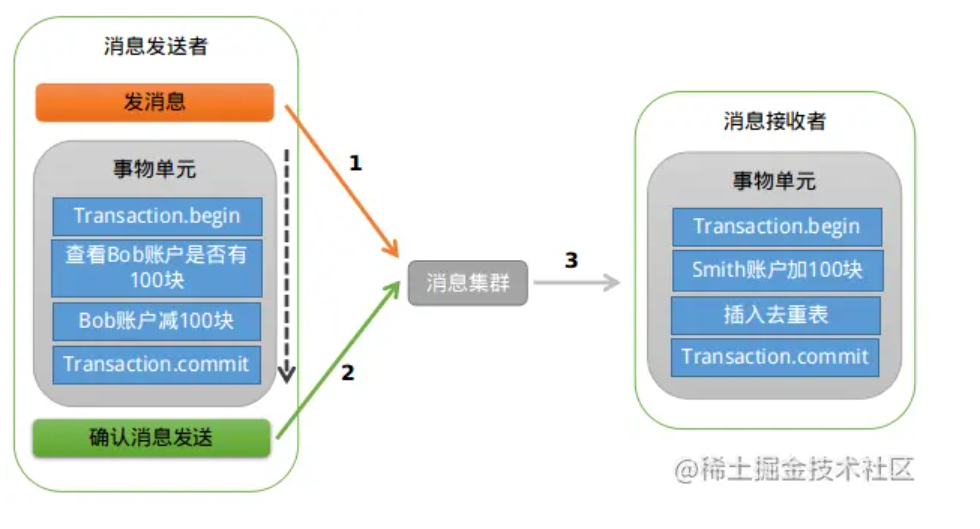 消息发送者
发消息
事物单元
Transaction.begin
查看Bob账户是否有
100块
Bob账户减100块
Transaction.commit
确认消息发送
1
2
消息集群
3
消息接收者
事物单元
Transaction.begin
Smith账户加100块
插入去重表
Transaction.commit
@稀土掘金技术社区